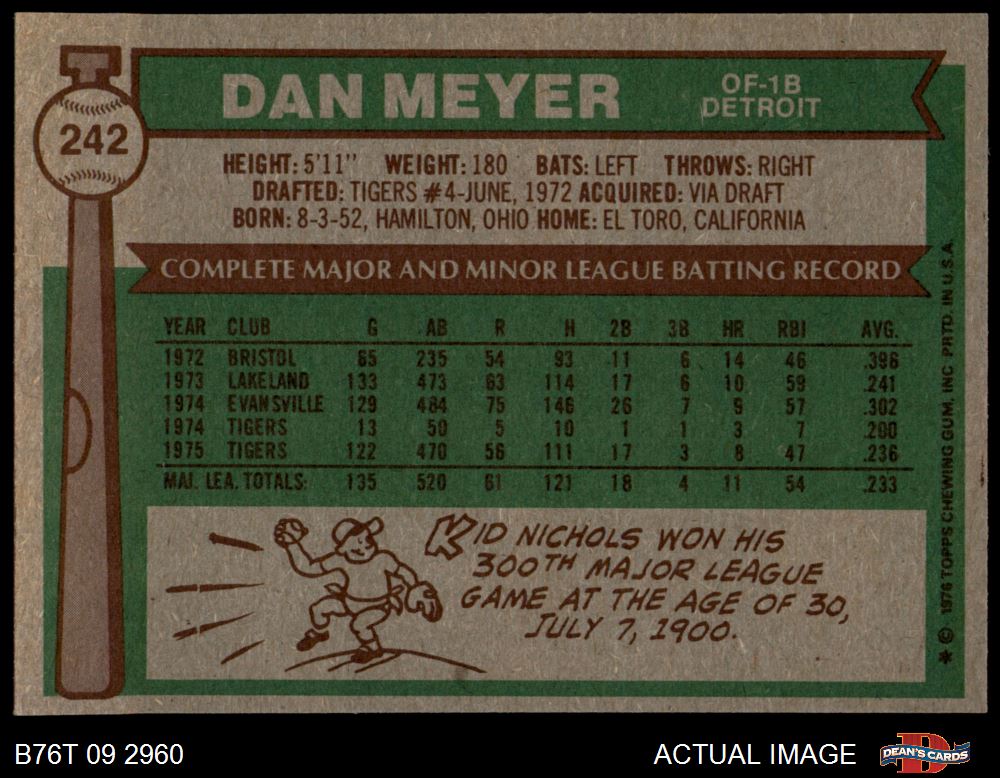 242
DAN MEYER
OF-1B
DETROIT
HEIGHT: 5'11" WEIGHT: 180 BATS: LEFT THROWS: RIGHT
DRAFTED: TIGERS #4-JUNE, 1972 ACQUIRED: VIA DRAFT
BORN: 8-3-52, HAMILTON, OHIO HOME: EL TORO, CALIFORNIA
COMPLETE MAJOR AND MINOR LEAGUE BATTING RECORD
YEAR CLUB G AB R H 2B 3B HR RBI AVG.
1972 BRISTOL 65 235 54 93 11 6 14 46 .396
1973 LAKELAND 133 473 63 114 17 6 10 59 .241
1974 EVANSVILLE 129 484 75 146 26 7 9 57 .302
1974 TIGERS 13 50 5 10 1 1 3 7 .200
1975 TIGERS 122 470 56 111 17 3 8 47 .236
MAJ. LEA. TOTALS: 135 520 61 121 18 4 11 54 .233
KID NICHOLS WON HIS
300TH MAJOR LEAGUE
GAME AT THE AGE OF 30,
JULY 7, 1900.
* © 1976 TOPPS CHEWING GUM, INC PRTD. IN U.S.A.
B76T 09 2960
ACTUAL IMAGE
D
DEAN'S CARDS